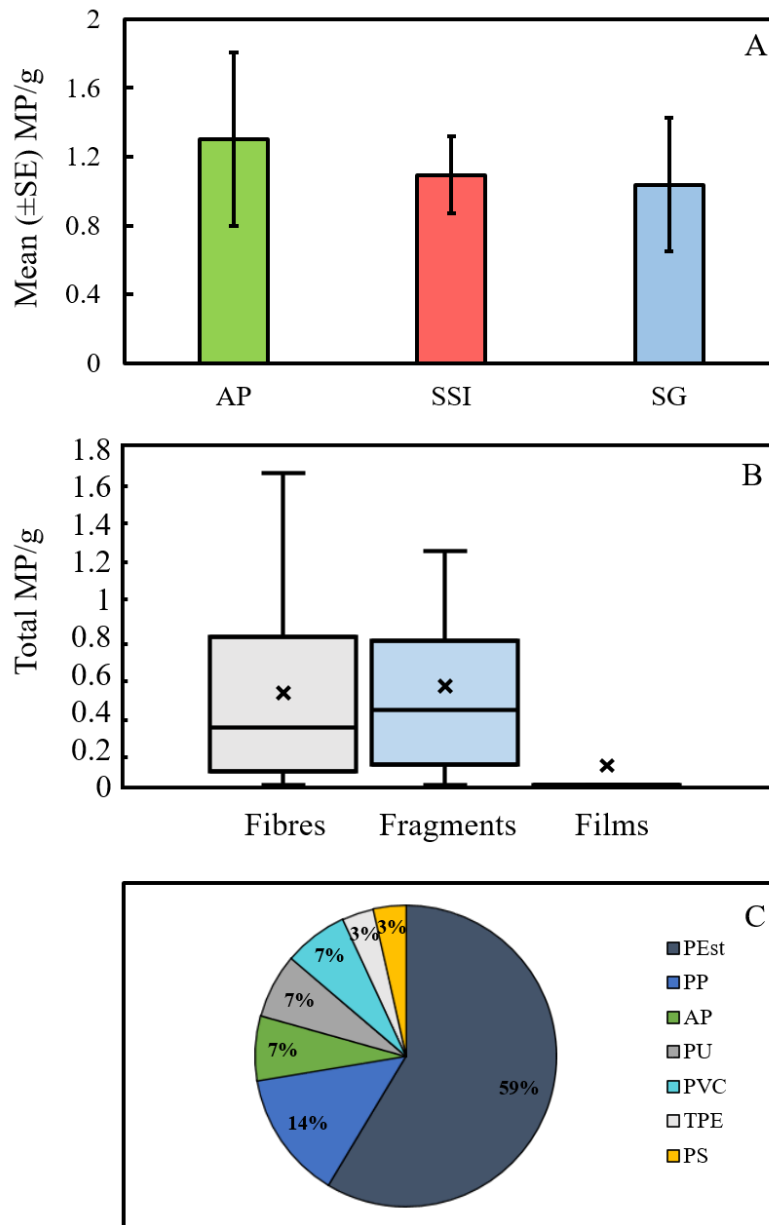 A
Mean (±SE) MP/g
2
1.6
1.2
0.8
0.4
0
AP SSI SG
B
Total MP/g
1.8
1.6
1.4
1.2
1
0.8
0.6
0.4
0.2
0
Fibres Fragments Films
C
3% 3%
7%
7%
7%
14%
59%
PEst
PP
AP
PU
PVC
TPE
PS